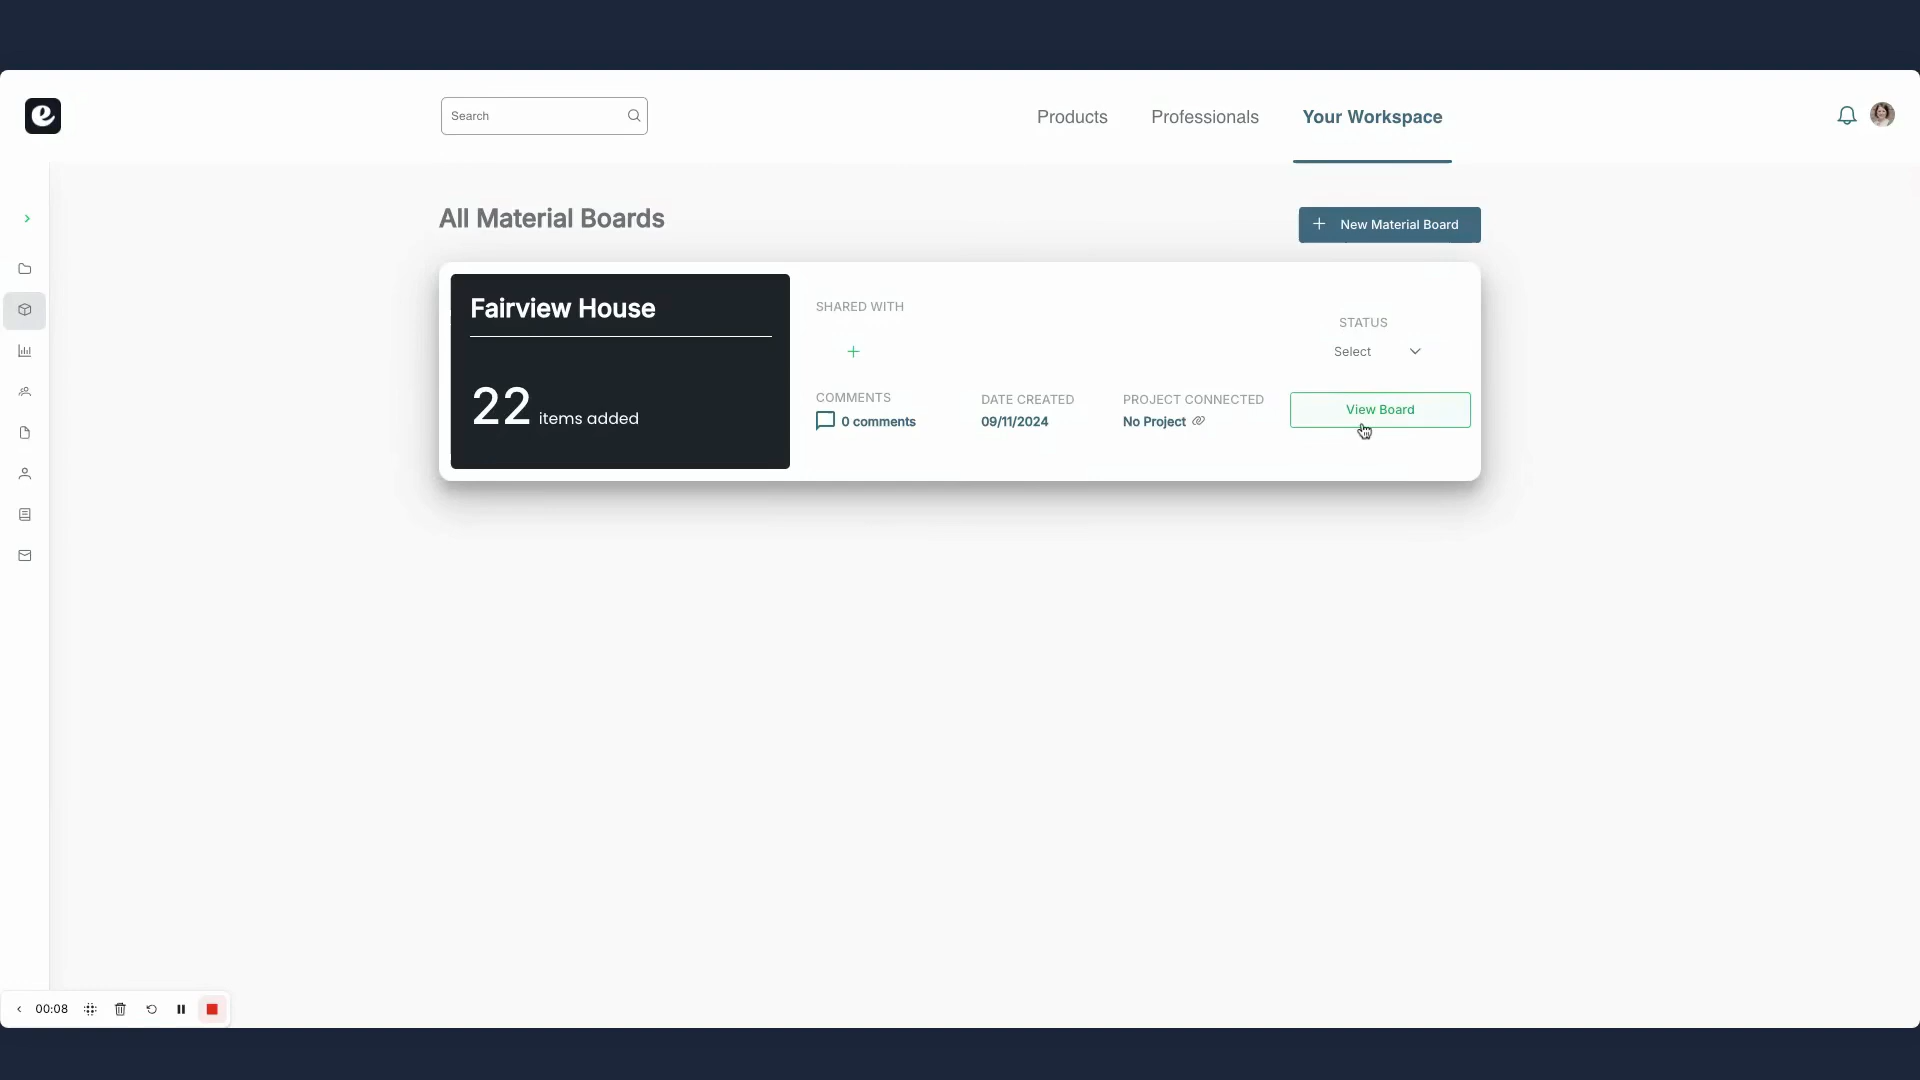 e
Search
Products
Professionals
Your Workspace
All Material Boards
New Material Board
Fairview House
22 items added
SHARED WITH
STATUS
Select
COMMENTS
0 comments
DATE CREATED
09/11/2024
PROJECT CONNECTED
No Project
View Board
00:08